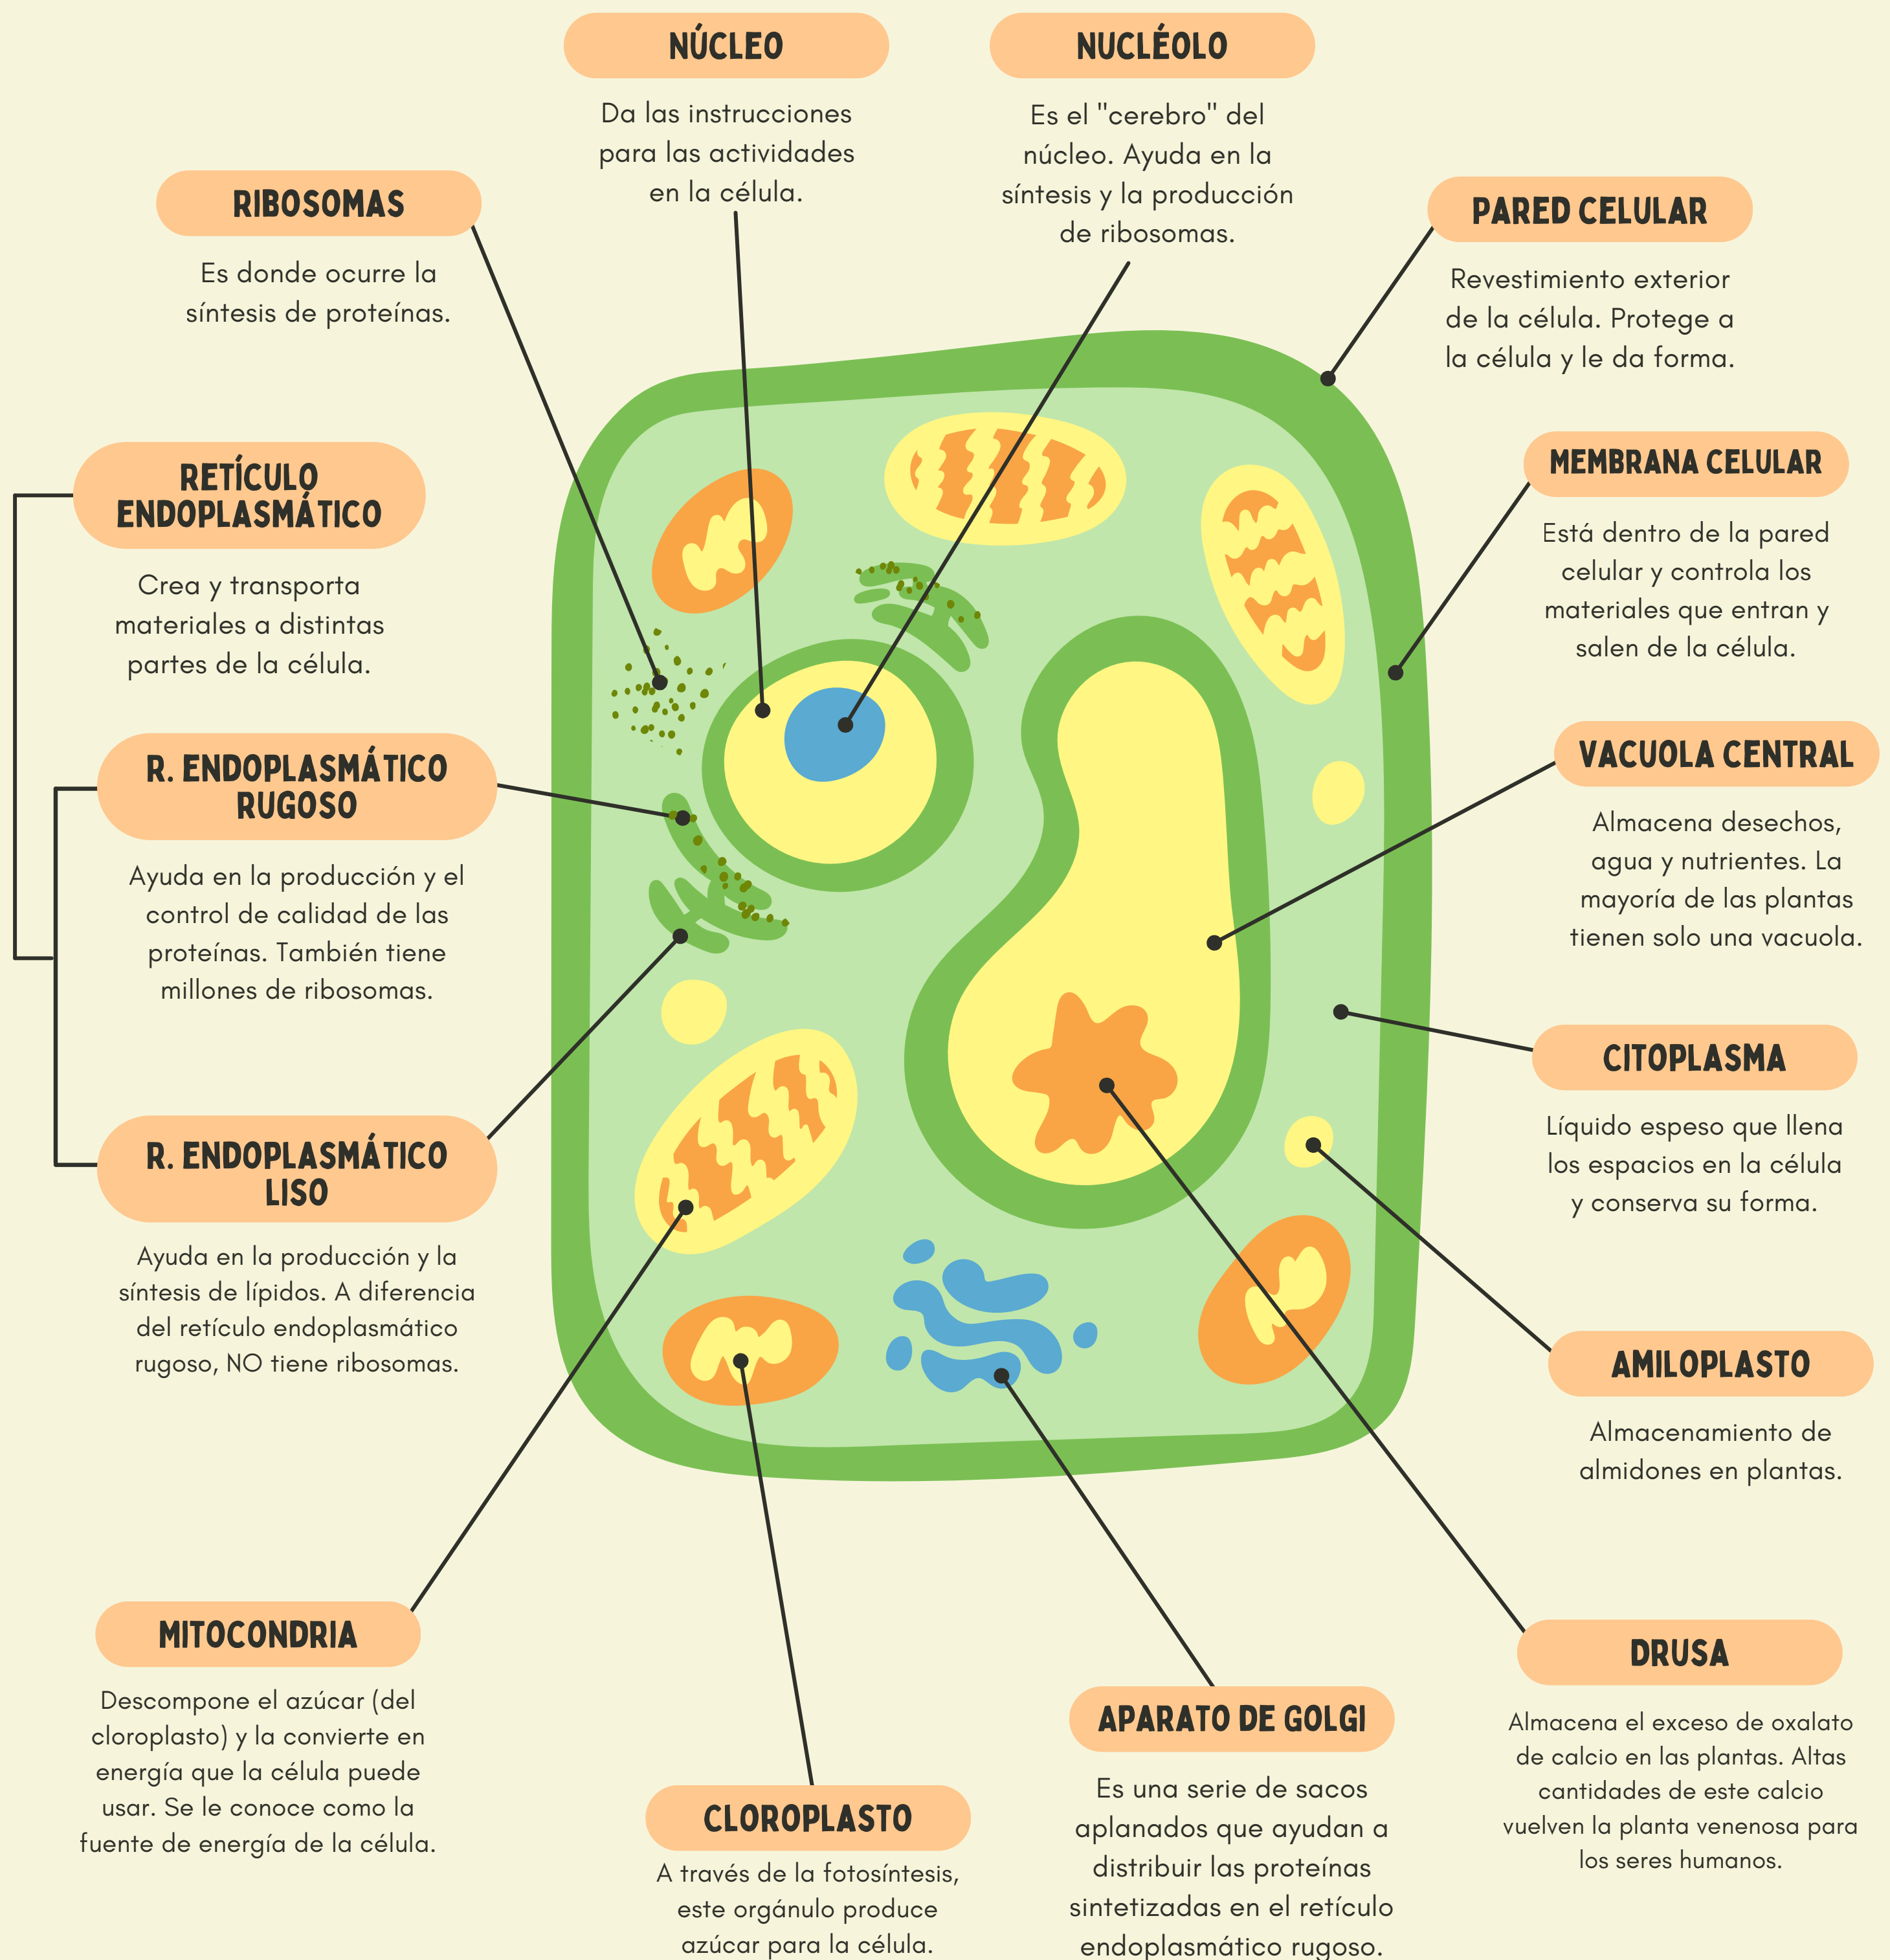 NÚCLEO
Da las instrucciones
para las actividades
en la célula.
NUCLÉOLO
Es el "cerebro" del
núcleo. Ayuda en la
síntesis y la producción
de ribosomas.
RIBOSOMAS
Es donde ocurre la
síntesis de proteínas.
PARED CELULAR
Revestimiento exterior
de la célula. Protege a
la célula y le da forma.
RETÍCULO
ENDOPLASMÁTICO
Crea y transporta
materiales a distintas
partes de la célula.
MEMBRANA CELULAR
Está dentro de la pared
celular y controla los
materiales que entran y
salen de la célula.
R. ENDOPLASMÁTICO
RUGOSO
Ayuda en la producción y el
control de calidad de las
proteínas. También tiene
millones de ribosomas.
VACUOLA CENTRAL
Almacena desechos,
agua y nutrientes. La
mayoría de las plantas
tienen solo una vacuola.
CITOPLASMA
Líquido espeso que llena
los espacios en la célula
y conserva su forma.
R. ENDOPLASMÁTICO
LISO
Ayuda en la producción y la
síntesis de lípidos. A diferencia
del retículo endoplasmático
rugoso, NO tiene ribosomas.
AMILOPLASTO
Almacenamiento de
almidones en plantas.
MITOCONDRIA
Descompone el azúcar (del
cloroplasto) y la convierte en
energía que la célula puede
usar. Se le conoce como la
fuente de energía de la célula.
CLOROPLASTO
A través de la fotosíntesis,
este orgánulo produce
azúcar para la célula.
APARATO DE GOLGI
Es una serie de sacos
aplanados que ayudan a
distribuir las proteínas
sintetizadas en el retículo
endoplasmático rugoso.
DRUSA
Almacena el exceso de oxalato
de calcio en las plantas. Altas
cantidades de este calcio
vuelven la planta venenosa para
los seres humanos.